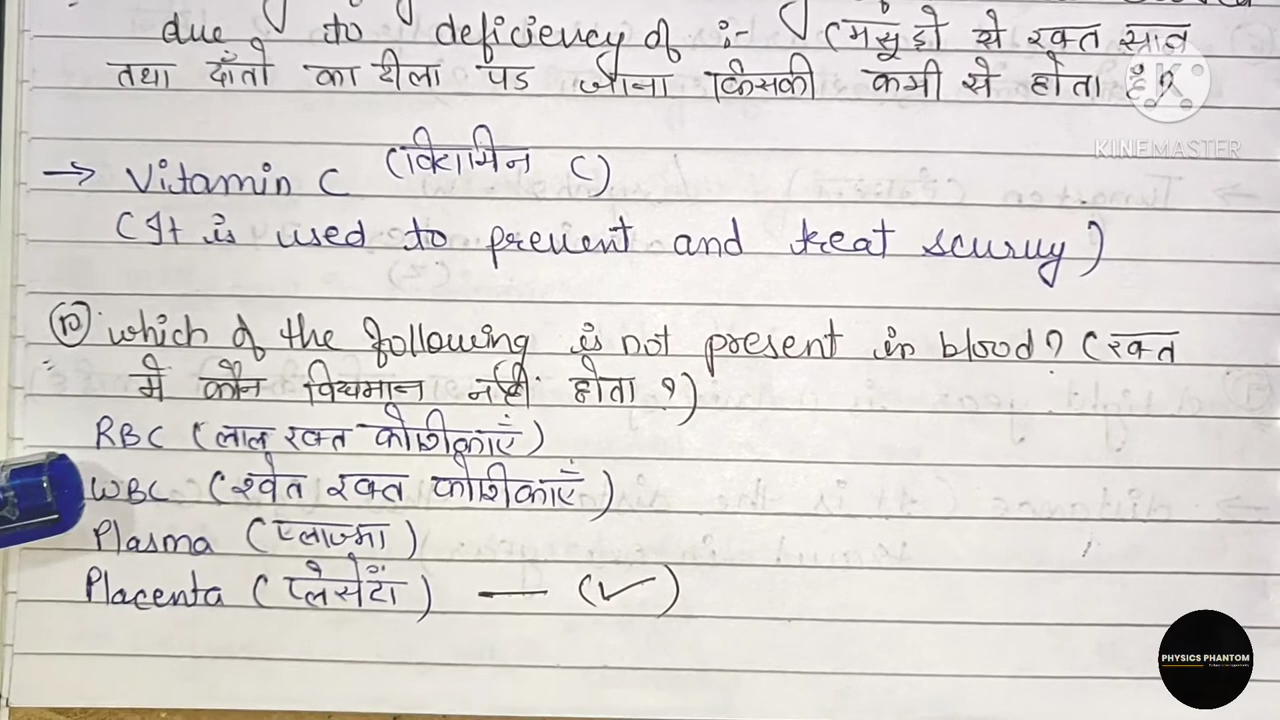 due to deficiency of :- (मसूड़ो से रक्त स्राव
तथा दाँतो का ढीला पड़ जाना किसकी कमी से होता है?
KINEMASTER
→ Vitamin C (विटामिन C)
(It is used to prevent and treat scurvy)
(10) which of the following is not present in blood? (रक्त
में कौन विद्यमान नही होता ?)
RBC (लाल रक्त कोशीकाएँ)
WBC (श्वेत रक्त कोशीकाएँ)
Plasma (प्लाज्मा)
Placenta (प्लेसेंटा) — (✓)
PHYSICS PHANTOM